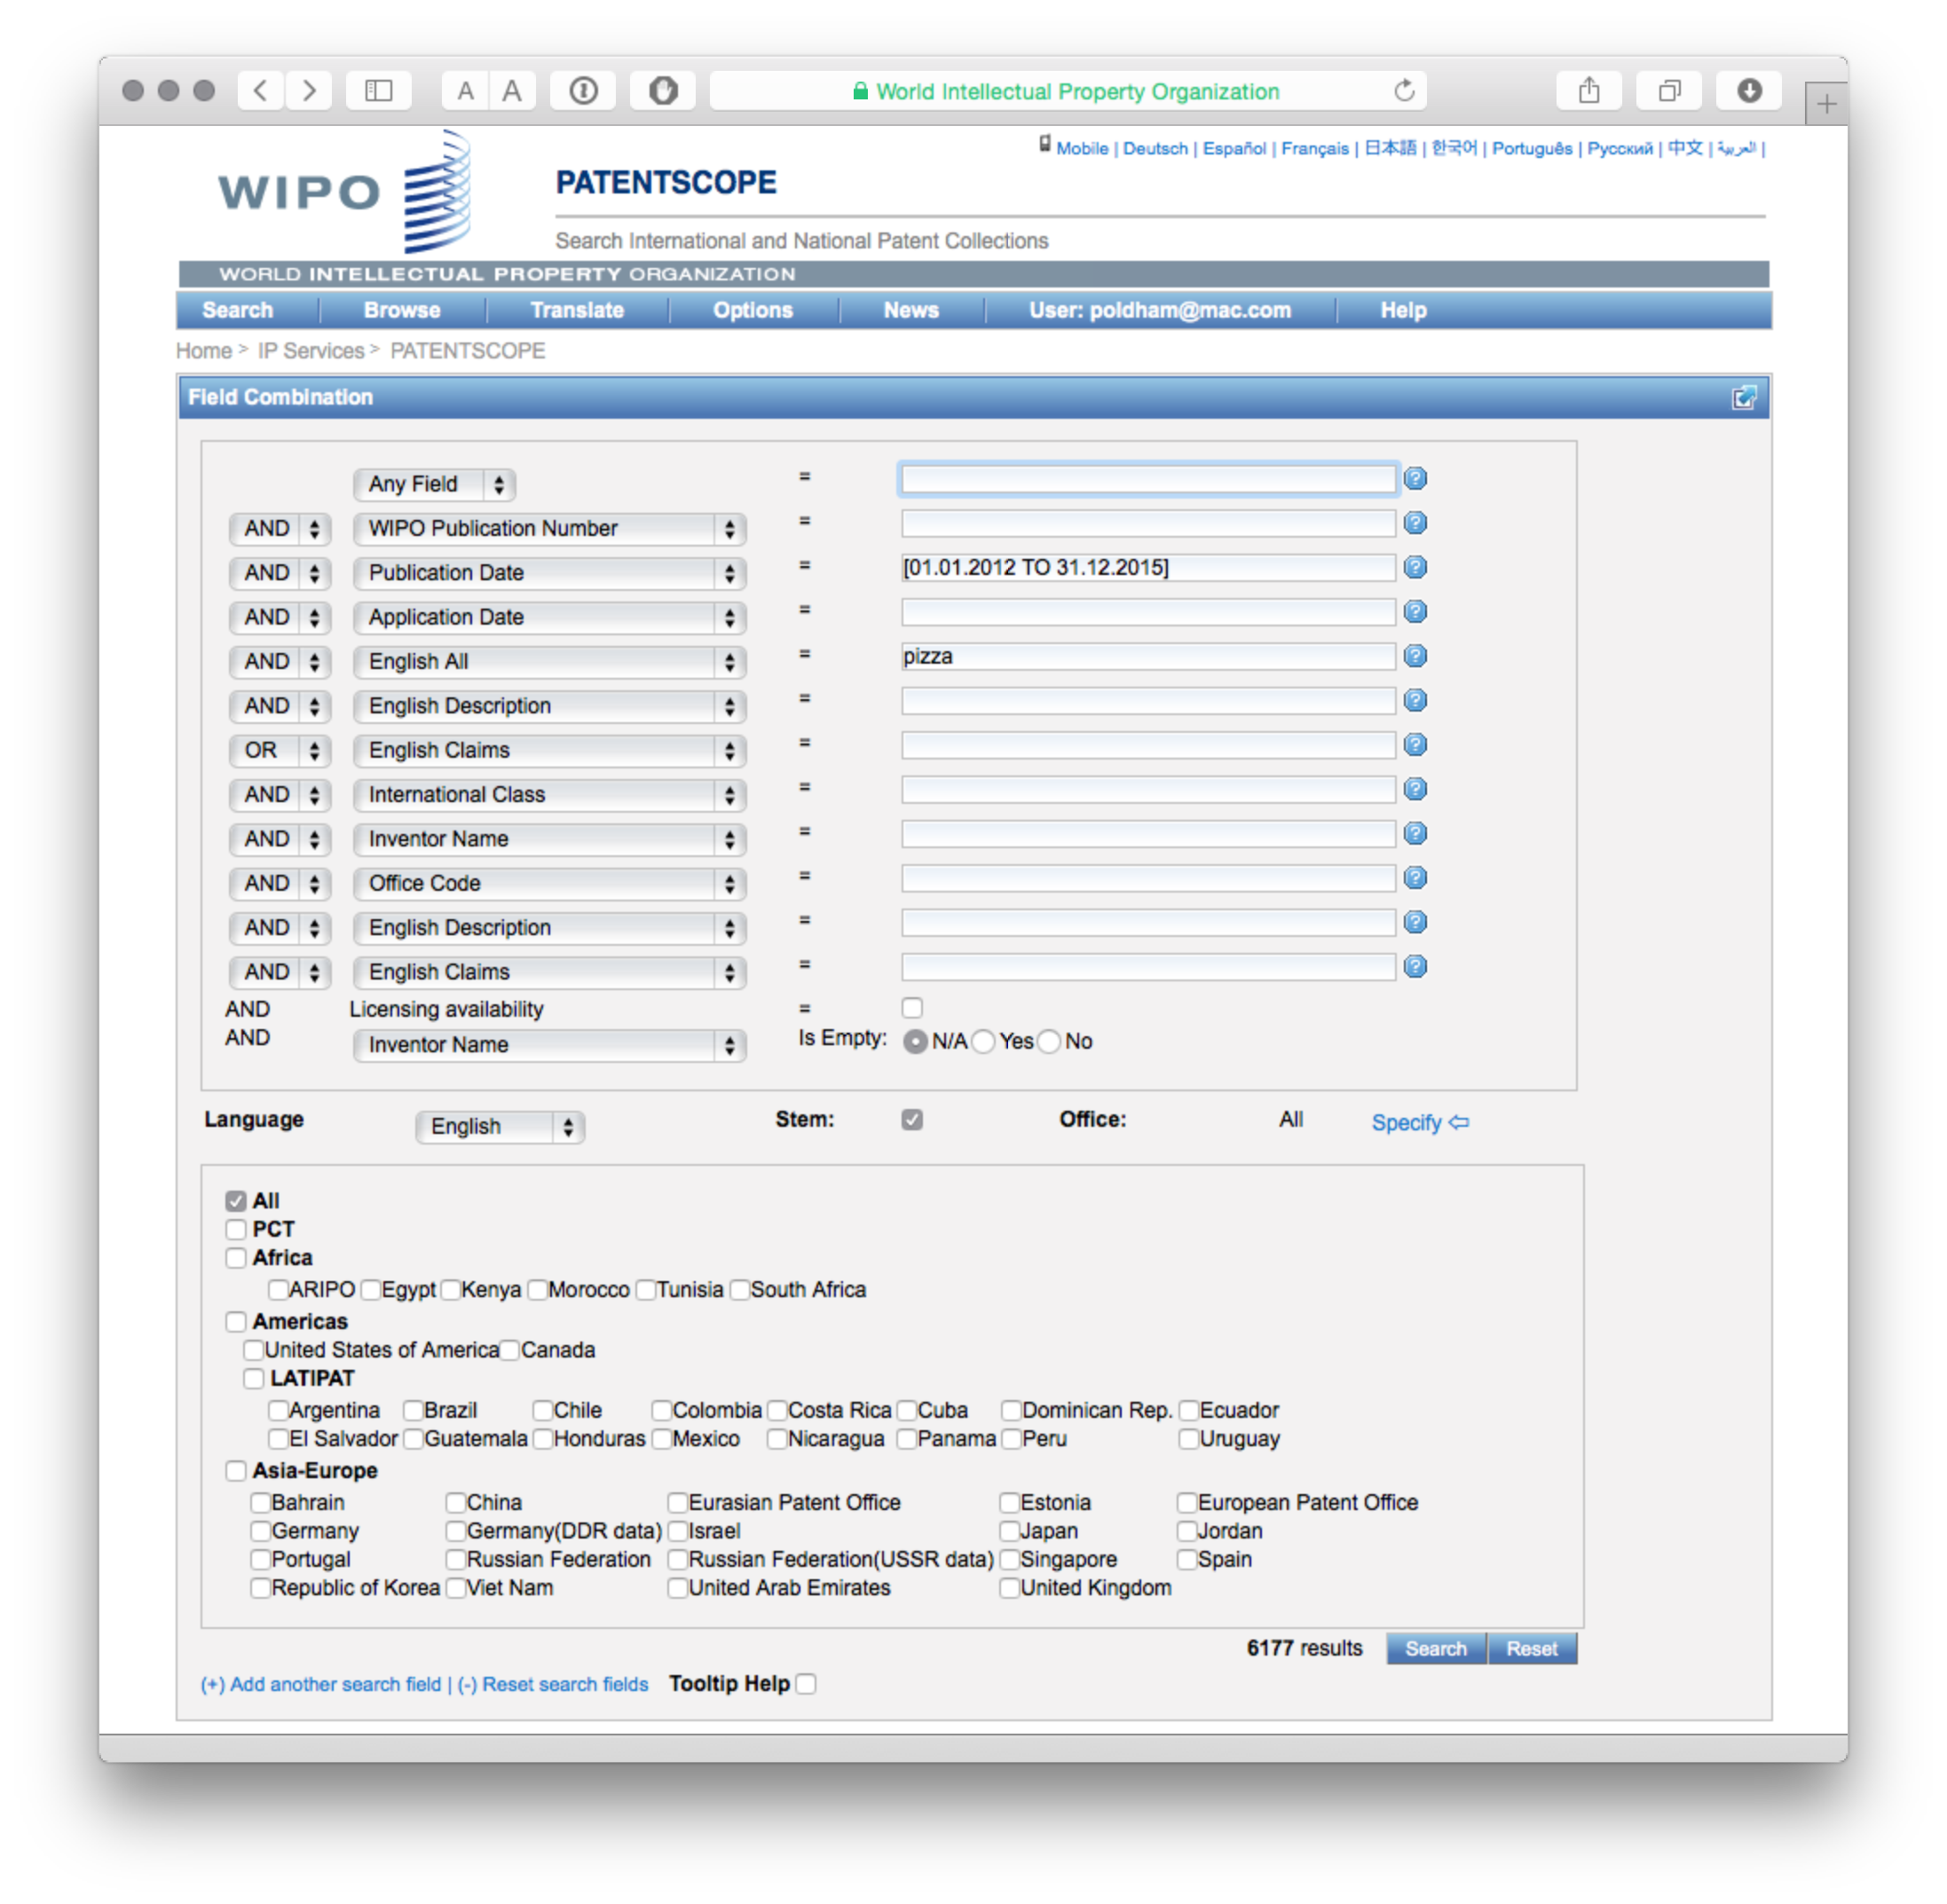 A A World Intellectual Property Organization
Mobile | Deutsch | Español | Français | 日本語 | 한국어 | Português | Русский | 中文 | العربية |
WIPO
PATENTSCOPE
Search International and National Patent Collections
WORLD INTELLECTUAL PROPERTY ORGANIZATION
Search Browse Translate Options News User: poldham@mac.com Help
Home > IP Services > PATENTSCOPE
Field Combination
Any Field = ?
AND WIPO Publication Number = ?
AND Publication Date = [01.01.2012 TO 31.12.2015] ?
AND Application Date = ?
AND English All = pizza ?
AND English Description = ?
OR English Claims = ?
AND International Class = ?
AND Inventor Name = ?
AND Office Code = ?
AND English Description = ?
AND English Claims = ?
AND Licensing availability =
AND Inventor Name Is Empty: N/A Yes No
Language English Stem: Office: All Specify
All
PCT
Africa
ARIPO Egypt Kenya Morocco Tunisia South Africa
Americas
United States of America Canada
LATIPAT
Argentina Brazil Chile Colombia Costa Rica Cuba Dominican Rep. Ecuador
El Salvador Guatemala Honduras Mexico Nicaragua Panama Peru Uruguay
Asia-Europe
Bahrain China Eurasian Patent Office Estonia European Patent Office
Germany Germany(DDR data) Israel Japan Jordan
Portugal Russian Federation Russian Federation(USSR data) Singapore Spain
Republic of Korea Viet Nam United Arab Emirates United Kingdom
6177 results Search Reset
(+) Add another search field | (-) Reset search fields Tooltip Help